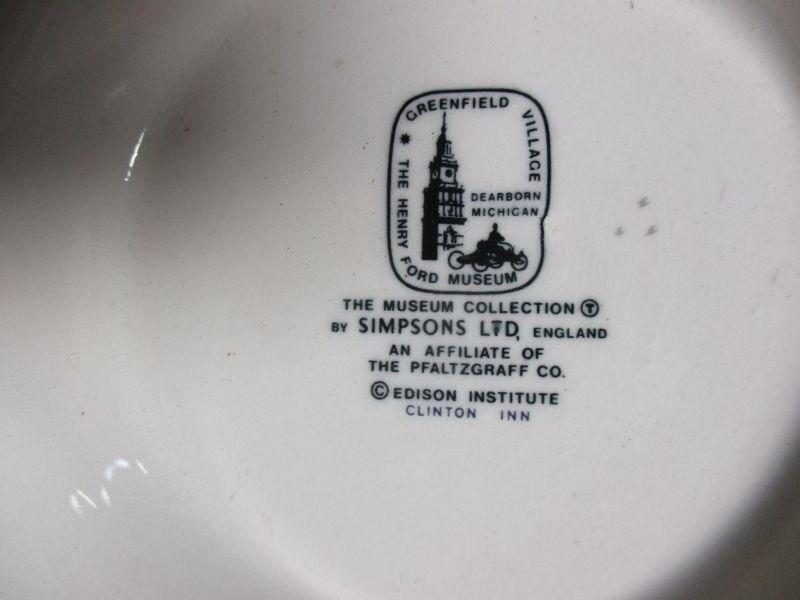 GREENFIELD VILLAGE
* THE HENRY FORD MUSEUM
DEARBORN
MICHIGAN
THE MUSEUM COLLECTION Ⓣ
BY SIMPSONS LTD, ENGLAND
AN AFFILIATE OF
THE PFALTZGRAFF CO.
© EDISON INSTITUTE
CLINTON INN